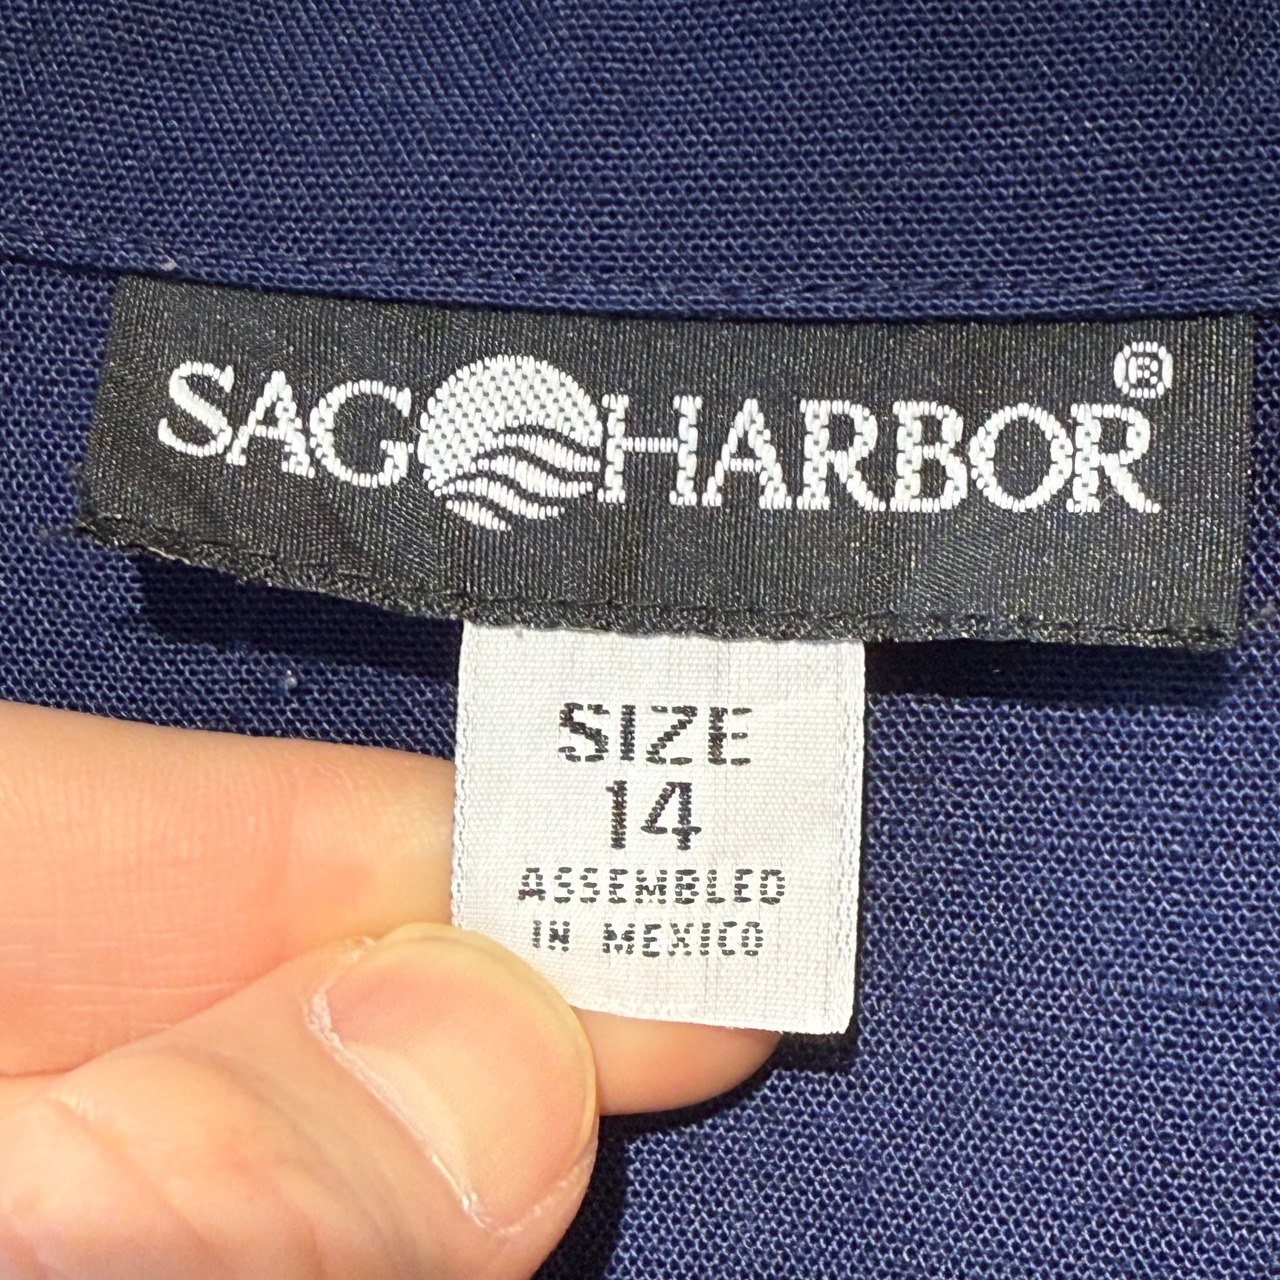 SAG HARBOR®
SIZE
14
ASSEMBLED
IN MEXICO